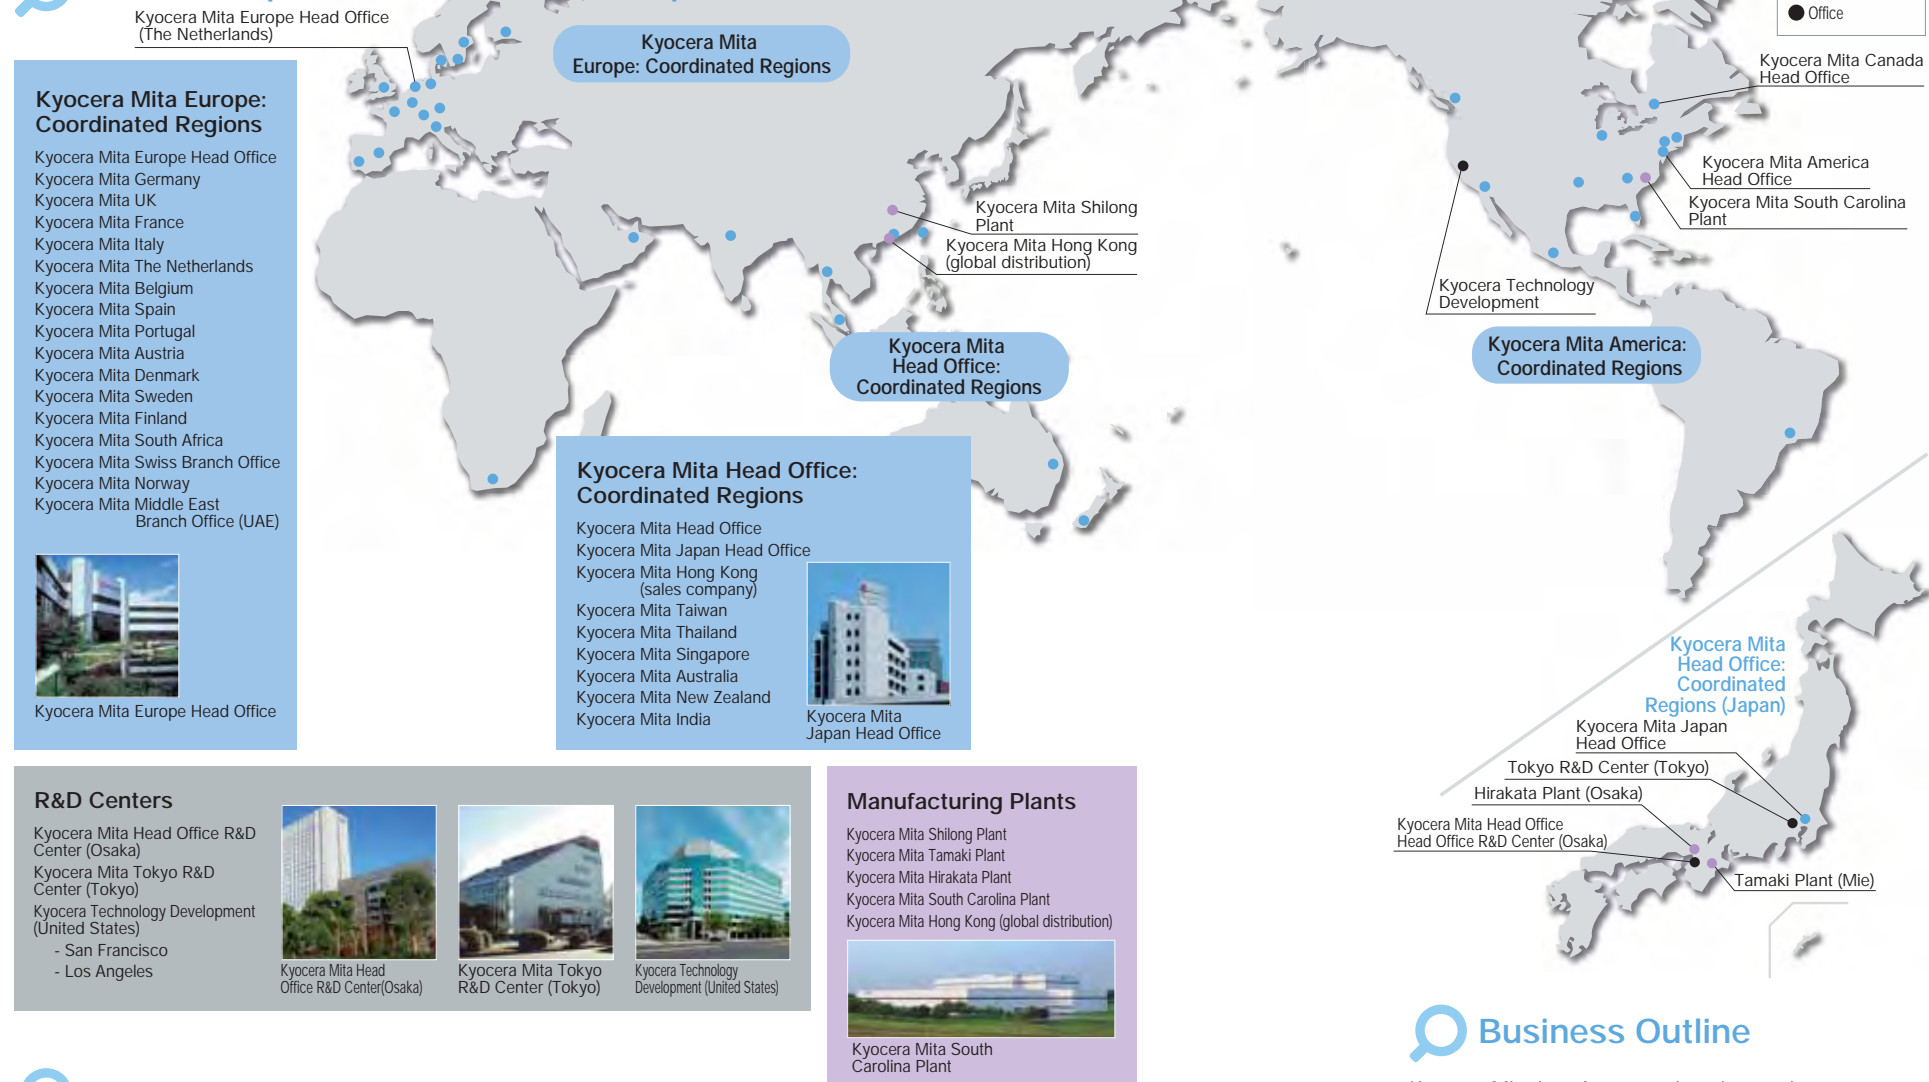 Kyocera Mita Europe Head Office
(The Netherlands)
Kyocera Mita
Europe: Coordinated Regions
Office
Kyocera Mita Canada
Head Office
Kyocera Mita Europe:
Coordinated Regions
Kyocera Mita Europe Head Office
Kyocera Mita Germany
Kyocera Mita UK
Kyocera Mita France
Kyocera Mita Italy
Kyocera Mita The Netherlands
Kyocera Mita Belgium
Kyocera Mita Spain
Kyocera Mita Portugal
Kyocera Mita Austria
Kyocera Mita Denmark
Kyocera Mita Sweden
Kyocera Mita Finland
Kyocera Mita South Africa
Kyocera Mita Swiss Branch Office
Kyocera Mita Norway
Kyocera Mita Middle East
Branch Office (UAE)
Kyocera Mita Europe Head Office
Kyocera Mita Shilong
Plant
Kyocera Mita Hong Kong
(global distribution)
Kyocera Mita
Head Office:
Coordinated Regions
Kyocera Mita America
Head Office
Kyocera Mita South Carolina
Plant
Kyocera Technology
Development
Kyocera Mita America:
Coordinated Regions
Kyocera Mita Head Office:
Coordinated Regions
Kyocera Mita Head Office
Kyocera Mita Japan Head Office
Kyocera Mita Hong Kong
(sales company)
Kyocera Mita Taiwan
Kyocera Mita Thailand
Kyocera Mita Singapore
Kyocera Mita Australia
Kyocera Mita New Zealand
Kyocera Mita India
Kyocera Mita
Japan Head Office
Kyocera Mita
Head Office:
Coordinated
Regions (Japan)
Kyocera Mita Japan
Head Office
Tokyo R&D Center (Tokyo)
Hirakata Plant (Osaka)
Kyocera Mita Head Office
Head Office R&D Center (Osaka)
Tamaki Plant (Mie)
R&D Centers
Kyocera Mita Head Office R&D
Center (Osaka)
Kyocera Mita Tokyo R&D
Center (Tokyo)
Kyocera Technology Development
(United States)
- San Francisco
- Los Angeles
Kyocera Mita Head
Office R&D Center(Osaka)
Kyocera Mita Tokyo
R&D Center (Tokyo)
Kyocera Technology
Development (United States)
Manufacturing Plants
Kyocera Mita Shilong Plant
Kyocera Mita Tamaki Plant
Kyocera Mita Hirakata Plant
Kyocera Mita South Carolina Plant
Kyocera Mita Hong Kong (global distribution)
Kyocera Mita South
Carolina Plant
Business Outline